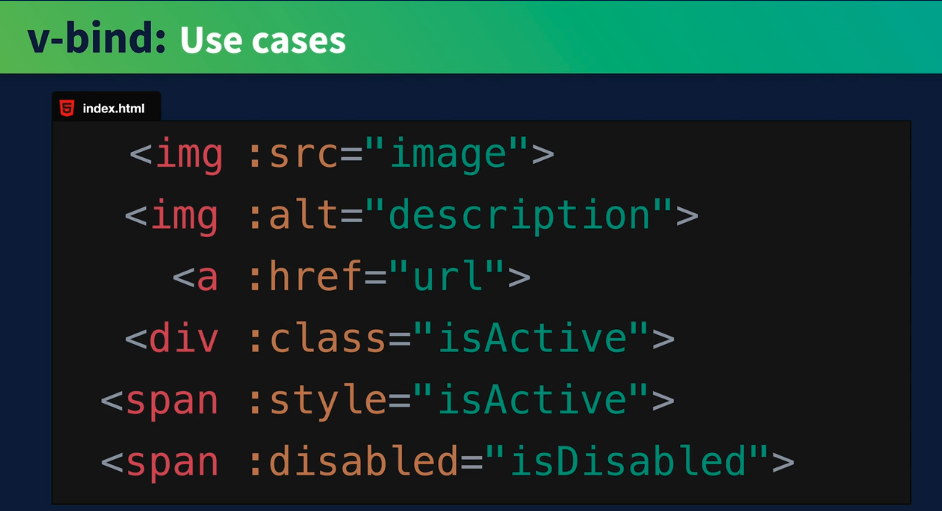 v-bind: Use cases
index.html
<img :src="image">
<img :alt="description">
<a :href="url">
<div :class="isActive">
<span :style="isActive">
<span :disabled="isDisabled">